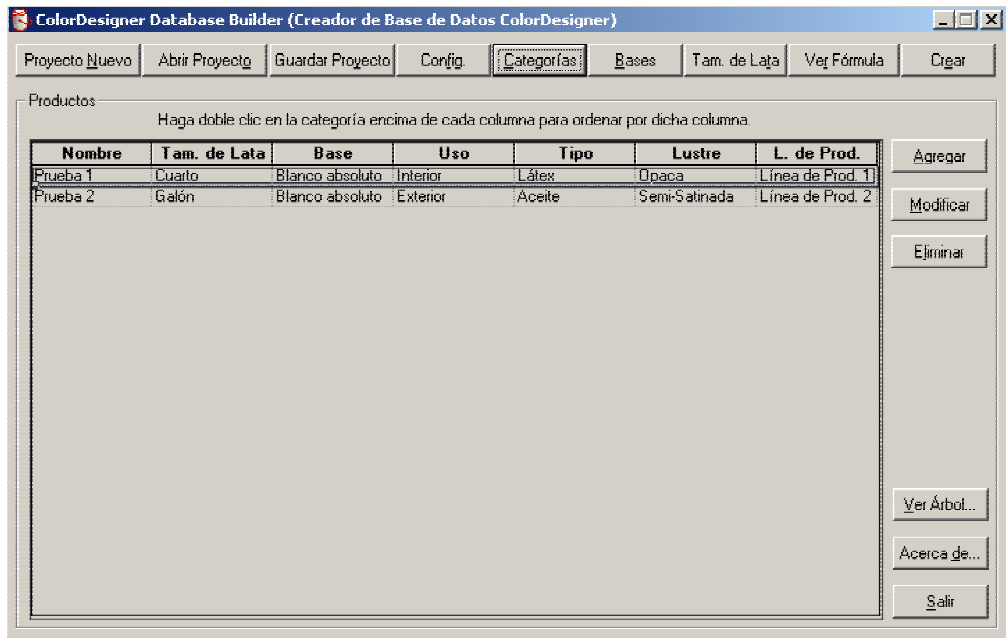 ColorDesigner Database Builder (Creador de Base de Datos ColorDesigner)
Proyecto Nuevo Abrir Proyecto Guardar Proyecto Config. Categorías Bases Tam. de Lata Ver Fórmula Crear
Productos
Haga doble clic en la categoría encima de cada columna para ordenar por dicha columna.
Nombre Tam. de Lata Base Uso Tipo Lustre L. de Prod.
Prueba 1 Cuarto Blanco absoluto Interior Látex Opaca Línea de Prod. 1
Prueba 2 Galón Blanco absoluto Exterior Aceite Semi-Satinada Línea de Prod. 2
Agregar
Modificar
Eliminar
Ver Árbol...
Acerca de...
Salir